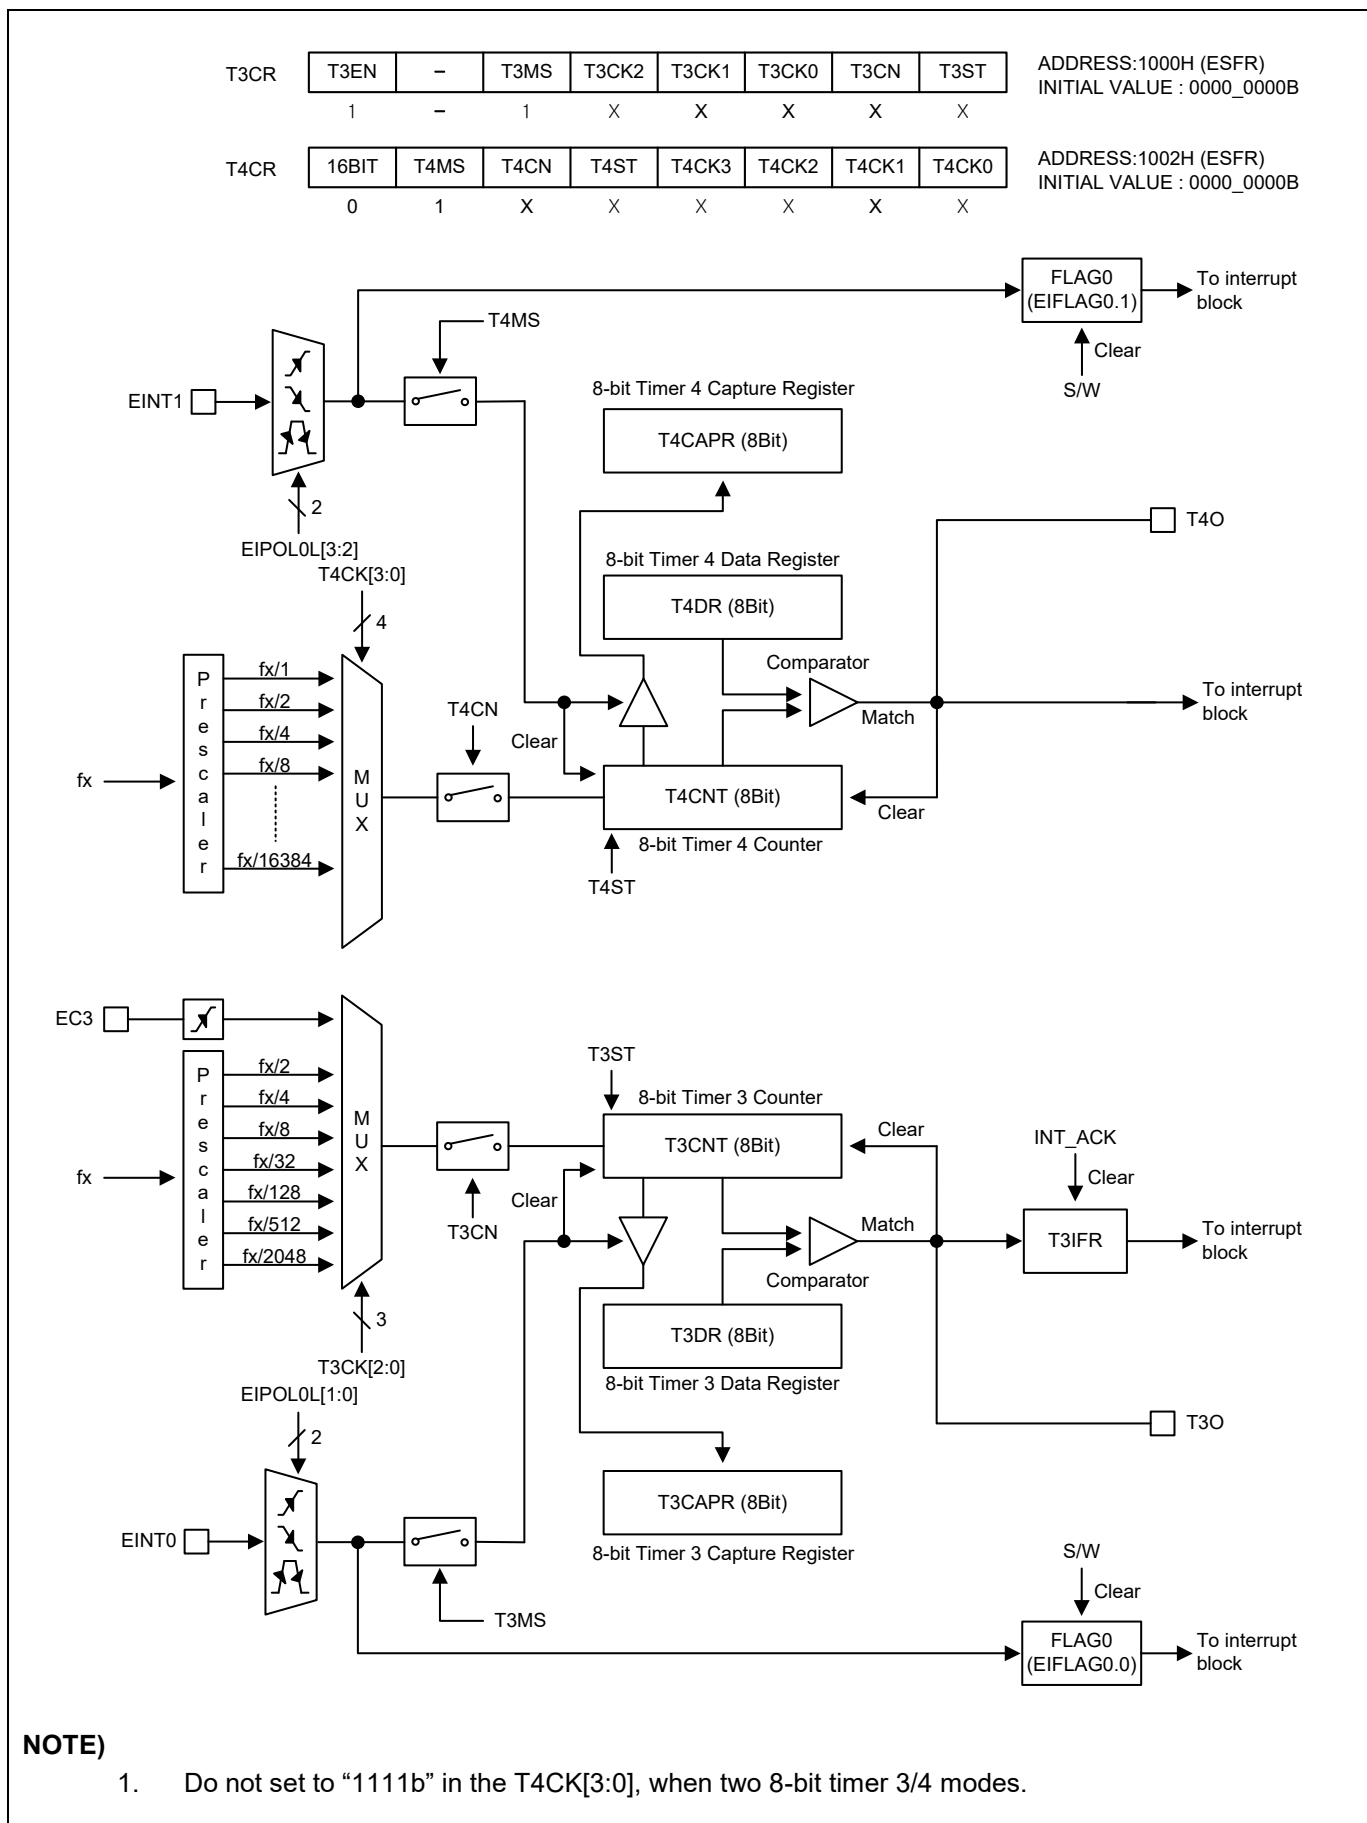 T3CR T3EN – T3MS T3CK2 T3CK1 T3CK0 T3CN T3ST ADDRESS:1000H (ESFR)
INITIAL VALUE : 0000_0000B
1 – 1 X X X X X
T4CR 16BIT T4MS T4CN T4ST T4CK3 T4CK2 T4CK1 T4CK0 ADDRESS:1002H (ESFR)
INITIAL VALUE : 0000_0000B
0 1 X X X X X X
FLAG0
(EIFLAG0.1)
To interrupt
block
Clear
S/W
T4MS
EINT1
2
EIPOL0L[3:2]
8-bit Timer 4 Capture Register
T4CAPR (8Bit)
T4O
T4CK[3:0]
4
8-bit Timer 4 Data Register
T4DR (8Bit)
Comparator
Match
To interrupt
block
fx
Prescaler
fx/1
fx/2
fx/4
fx/8
fx/16384
MUX
T4CN
Clear
T4CNT (8Bit)
Clear
8-bit Timer 4 Counter
T4ST
EC3
fx
Prescaler
fx/2
fx/4
fx/8
fx/32
fx/128
fx/512
fx/2048
MUX
3
T3CK[2:0]
T3CN
T3ST
8-bit Timer 3 Counter
T3CNT (8Bit)
Clear
Clear
Match
Comparator
INT_ACK
Clear
T3IFR
To interrupt
block
T3DR (8Bit)
8-bit Timer 3 Data Register
T3O
EIPOL0L[1:0]
2
EINT0
T3MS
T3CAPR (8Bit)
8-bit Timer 3 Capture Register
S/W
Clear
FLAG0
(EIFLAG0.0)
To interrupt
block
NOTE)
1. Do not set to “1111b” in the T4CK[3:0], when two 8-bit timer 3/4 modes.